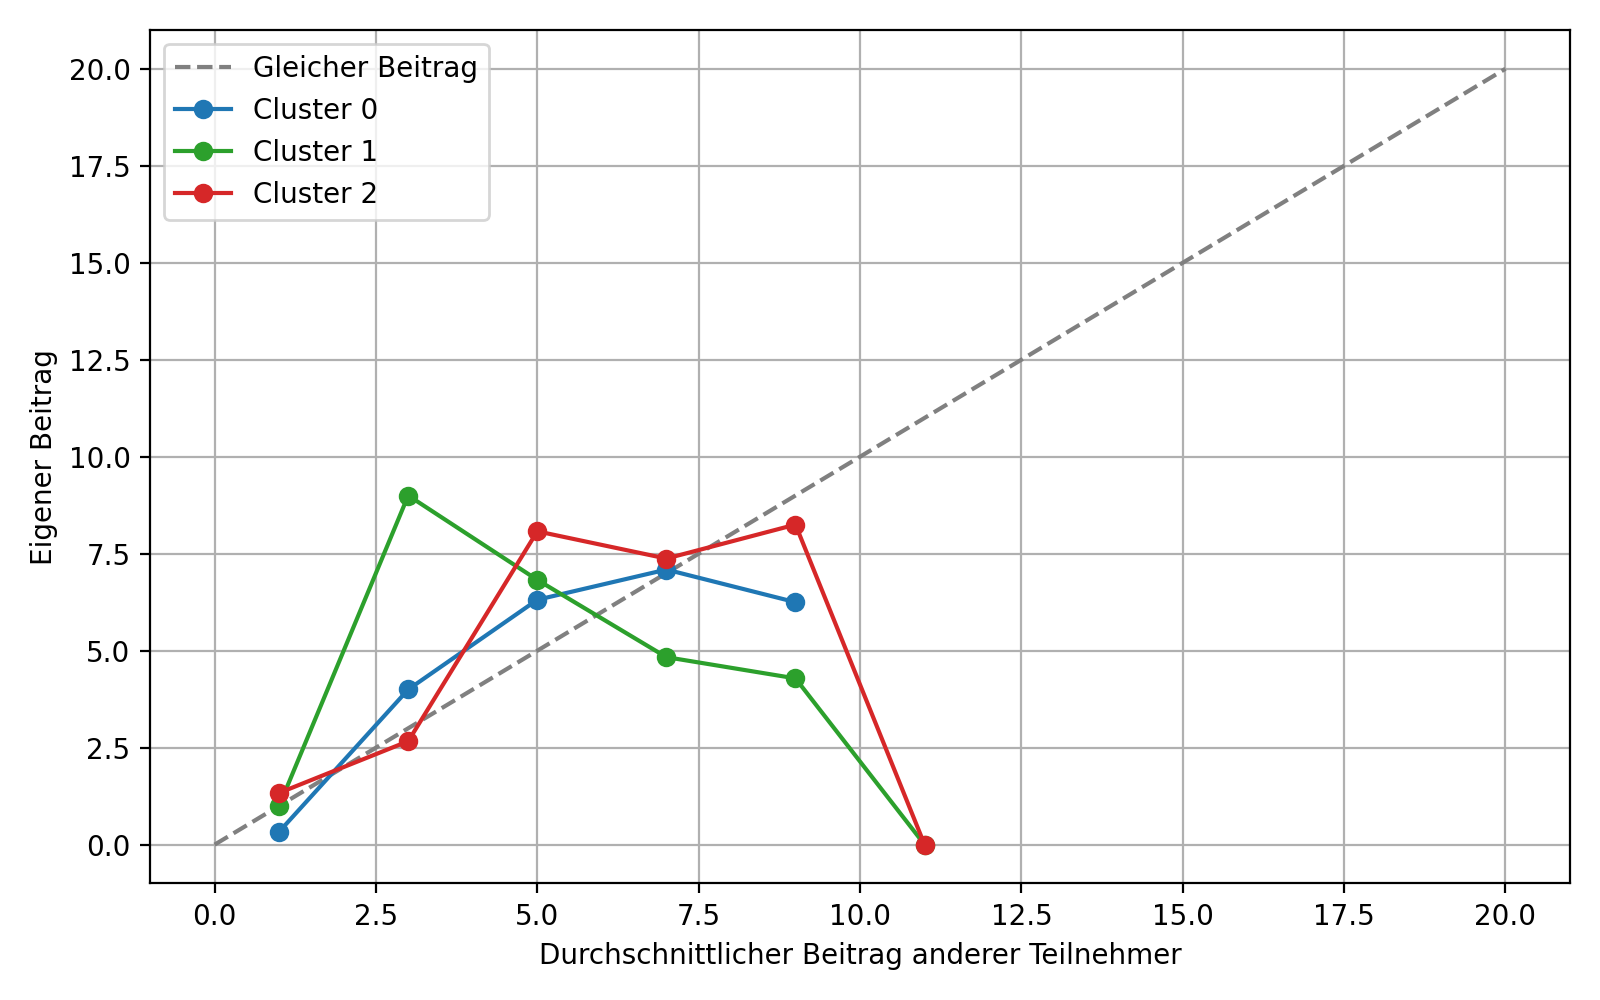 Gleicher Beitrag
Cluster 0
Cluster 1
Cluster 2
20.0
17.5
15.0
12.5
10.0
7.5
5.0
2.5
0.0
Eigener Beitrag
0.0 2.5 5.0 7.5 10.0 12.5 15.0 17.5 20.0
Durchschnittlicher Beitrag anderer Teilnehmer